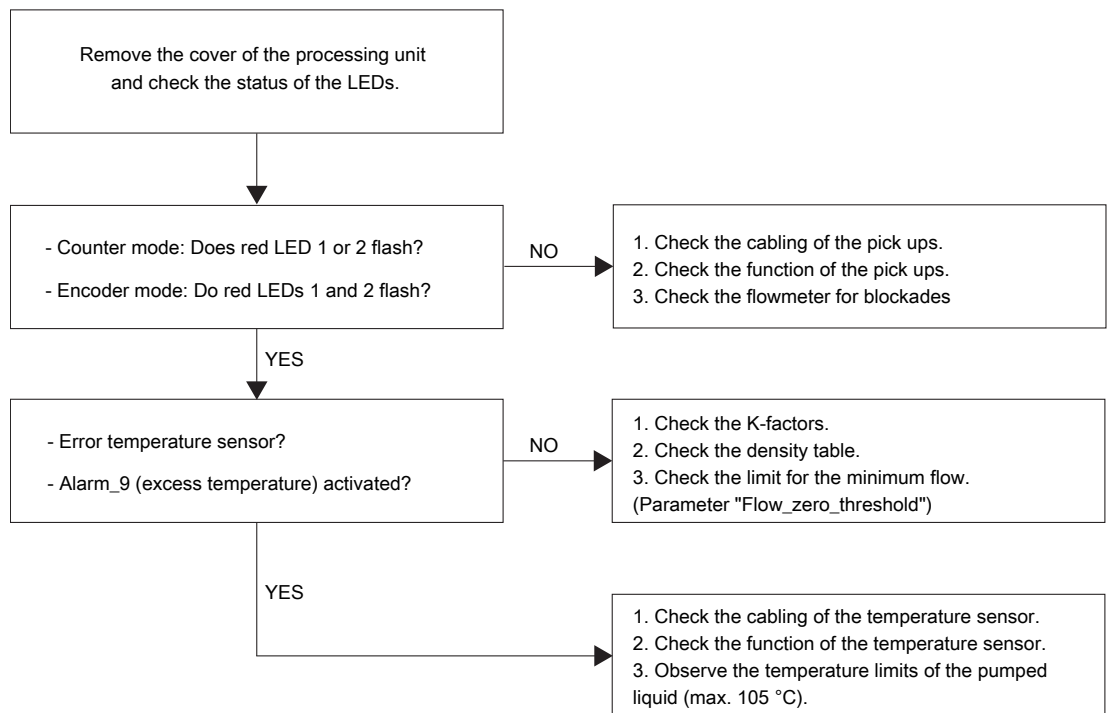 Remove the cover of the processing unit
and check the status of the LEDs.
- Counter mode: Does red LED 1 or 2 flash?
- Encoder mode: Do red LEDs 1 and 2 flash?
NO
1. Check the cabling of the pick ups.
2. Check the function of the pick ups.
3. Check the flowmeter for blockades
YES
- Error temperature sensor?
- Alarm_9 (excess temperature) activated?
NO
1. Check the K-factors.
2. Check the density table.
3. Check the limit for the minimum flow.
(Parameter "Flow_zero_threshold")
YES
1. Check the cabling of the temperature sensor.
2. Check the function of the temperature sensor.
3. Observe the temperature limits of the pumped
liquid (max. 105 °C).